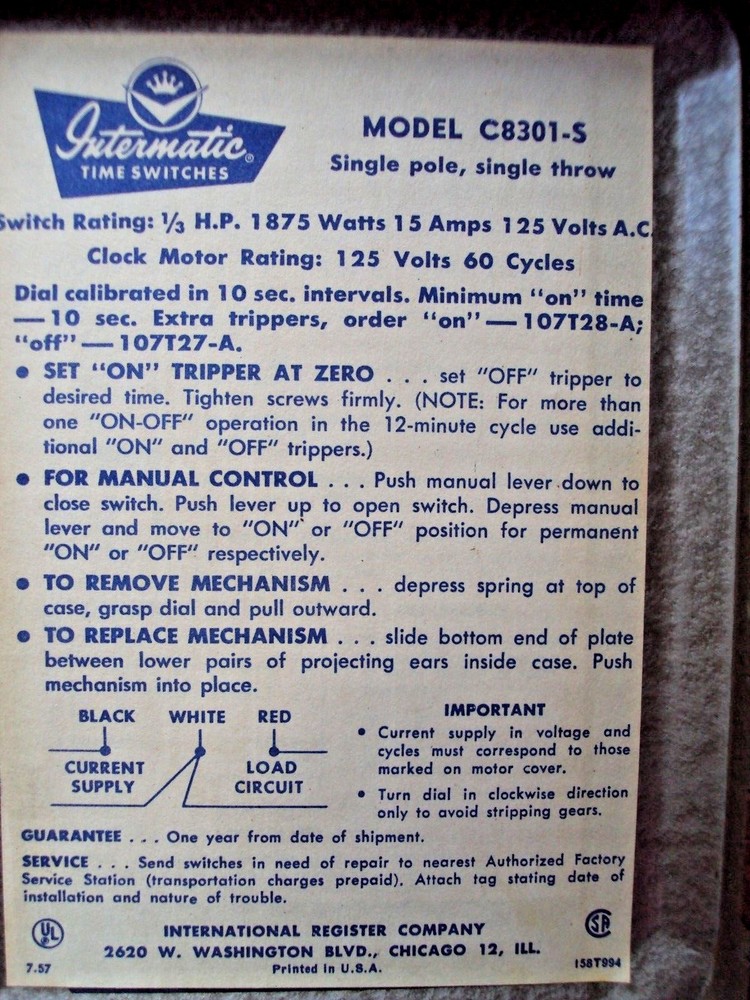 Intermatic®
TIME SWITCHES
MODEL C8301-S
Single pole, single throw
Switch Rating: 1/3 H.P. 1875 Watts 15 Amps 125 Volts A.C.
Clock Motor Rating: 125 Volts 60 Cycles
Dial calibrated in 10 sec. intervals. Minimum "on" time
—10 sec. Extra trippers, order "on"—107T28-A;
"off"—107T27-A.
• SET "ON" TRIPPER AT ZERO . . . set "OFF" tripper to
desired time. Tighten screws firmly. (NOTE: For more than
one "ON-OFF" operation in the 12-minute cycle use addi-
tional "ON" and "OFF" trippers.)
• FOR MANUAL CONTROL . . . Push manual lever down to
close switch. Push lever up to open switch. Depress manual
lever and move to "ON" or "OFF" position for permanent
"ON" or "OFF" respectively.
• TO REMOVE MECHANISM . . . depress spring at top of
case, grasp dial and pull outward.
• TO REPLACE MECHANISM . . . slide bottom end of plate
between lower pairs of projecting ears inside case. Push
mechanism into place.
BLACK WHITE RED
CURRENT SUPPLY
LOAD CIRCUIT
IMPORTANT
• Current supply in voltage and
cycles must correspond to those
marked on motor cover.
• Turn dial in clockwise direction
only to avoid stripping gears.
GUARANTEE . . . One year from date of shipment.
SERVICE . . . Send switches in need of repair to nearest Authorized Factory
Service Station (transportation charges prepaid). Attach tag stating date of
installation and nature of trouble.
UL
INTERNATIONAL REGISTER COMPANY
SA
2620 W. WASHINGTON BLVD., CHICAGO 12, ILL.
7.57
Printed in U.S.A.
158T994